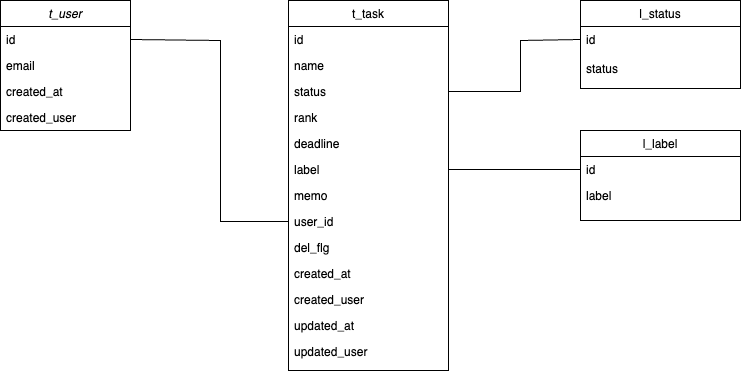 t_user
id
email
created_at
created_user
t_task
id
name
status
rank
deadline
label
memo
user_id
del_flg
created_at
created_user
updated_at
updated_user
l_status
id
status
l_label
id
label